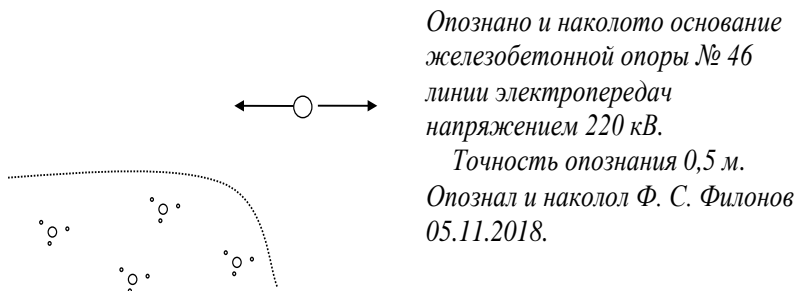 Опознано и наколото основание
железобетонной опоры № 46
линии электропередач
напряжением 220 кВ.
Точность опознания 0,5 м.
Опознал и наколол Ф. С. Филонов
05.11.2018.